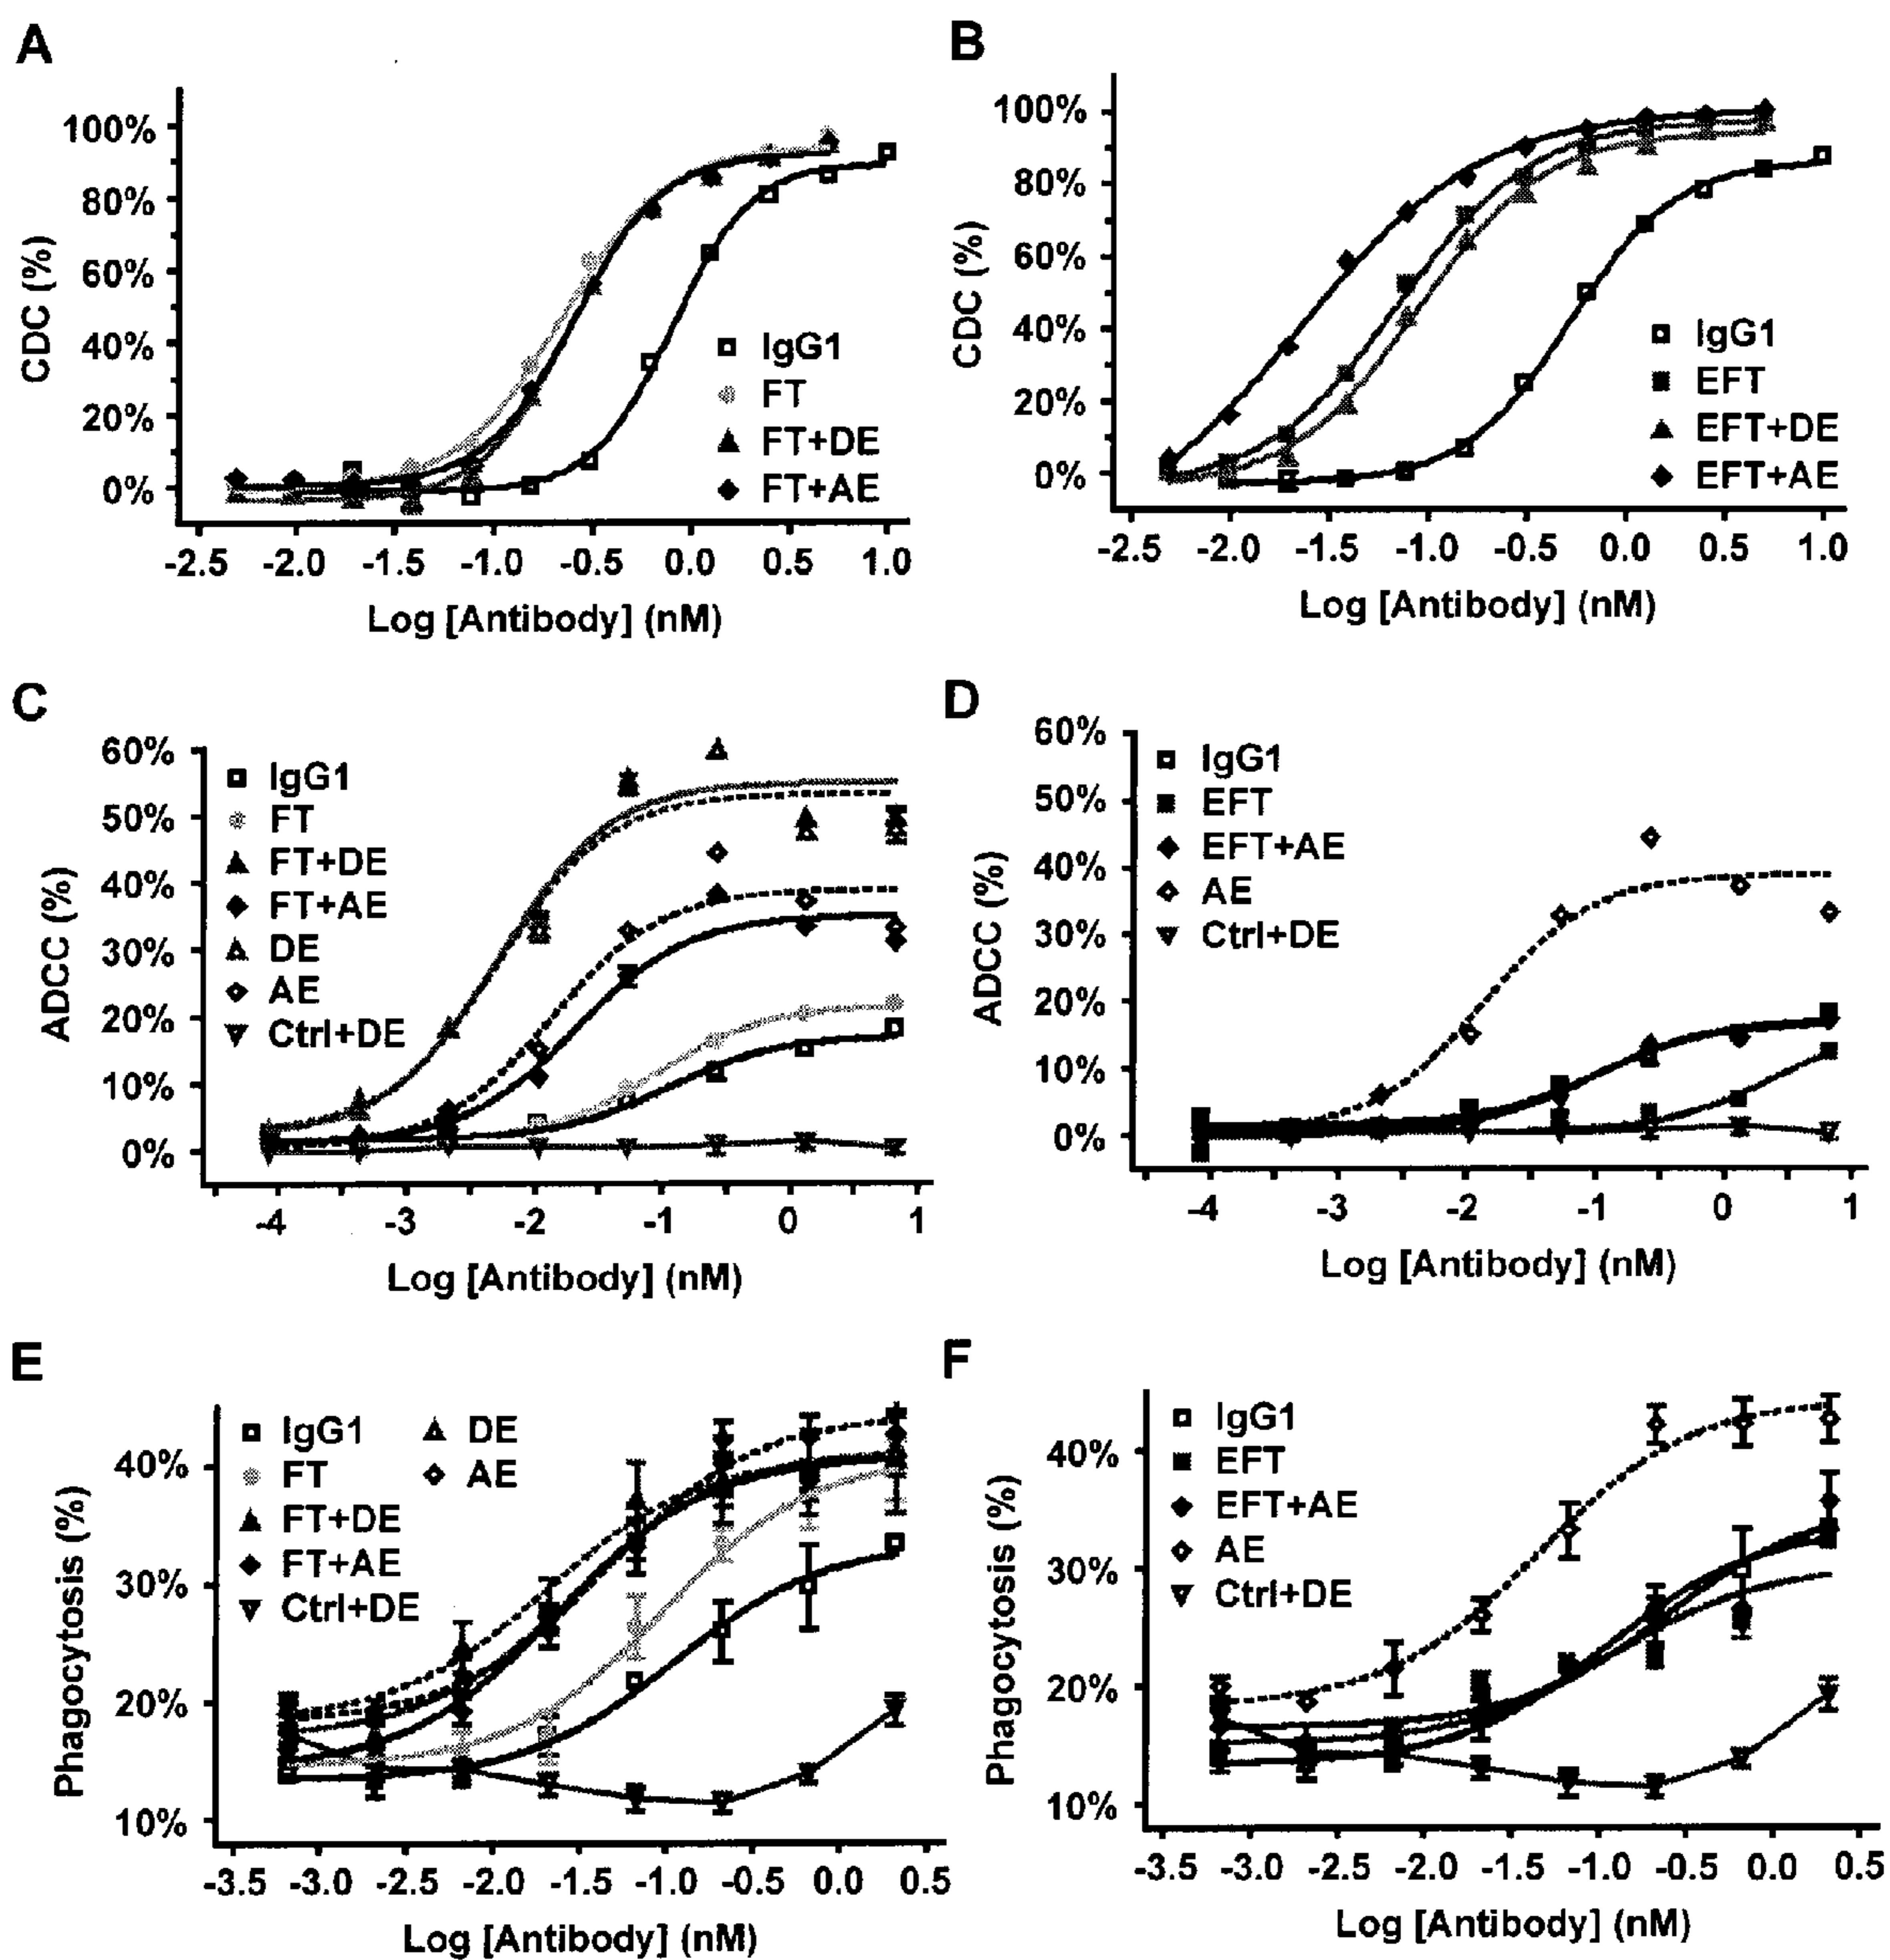 A
CDC (%)
100%
80%
60%
40%
20%
0%
IgG1
FT
FT+DE
FT+AE
-2.5 -2.0 -1.5 -1.0 -0.5 0.0 0.5 1.0
Log [Antibody] (nM)
B
CDC (%)
100%
80%
60%
40%
20%
0%
IgG1
EFT
EFT+DE
EFT+AE
-2.5 -2.0 -1.5 -1.0 -0.5 0.0 0.5 1.0
Log [Antibody] (nM)
C
ADCC (%)
60%
50%
40%
30%
20%
10%
0%
IgG1
FT
FT+DE
FT+AE
DE
AE
Ctrl+DE
-4 -3 -2 -1 0 1
Log [Antibody] (nM)
D
ADCC (%)
60%
50%
40%
30%
20%
10%
0%
IgG1
EFT
EFT+AE
AE
Ctrl+DE
-4 -3 -2 -1 0 1
Log [Antibody] (nM)
E
Phagocytosis (%)
40%
30%
20%
10%
IgG1
FT
FT+DE
FT+AE
Ctrl+DE
DE
AE
-3.5 -3.0 -2.5 -2.0 -1.5 -1.0 -0.5 0.0 0.5
Log [Antibody] (nM)
F
Phagocytosis (%)
40%
30%
20%
10%
IgG1
EFT
EFT+AE
AE
Ctrl+DE
-3.5 -3.0 -2.5 -2.0 -1.5 -1.0 -0.5 0.0 0.5
Log [Antibody] (nM)